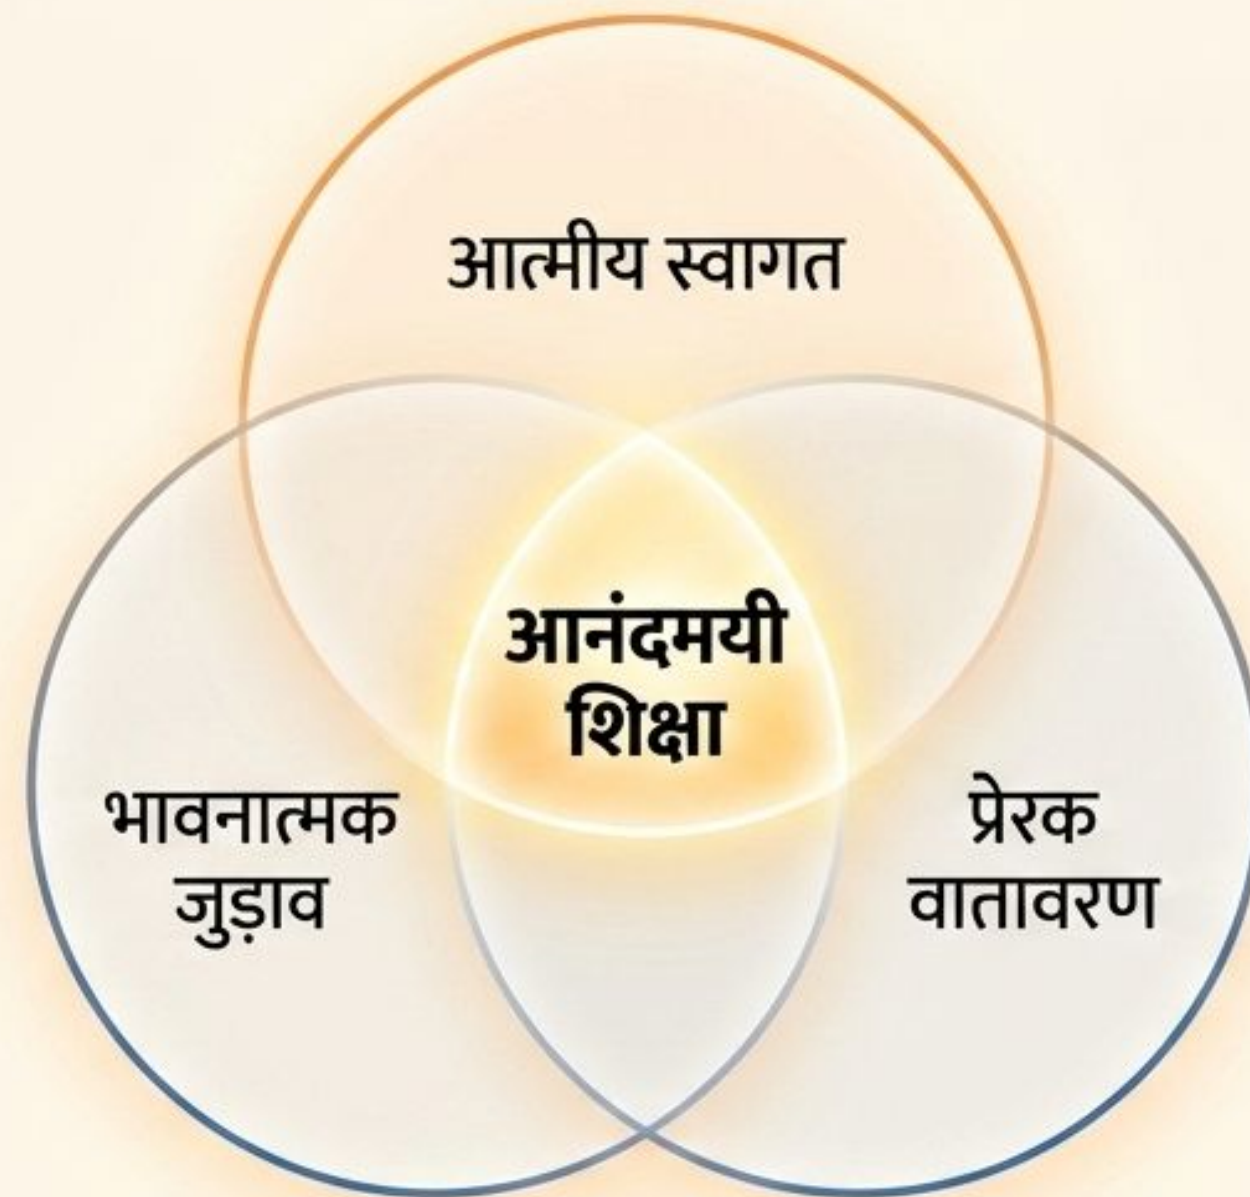 आत्मीय स्वागत
आनंदमयी
शिक्षा
भावनात्मक
जुड़ाव
प्रेरक
वातावरण